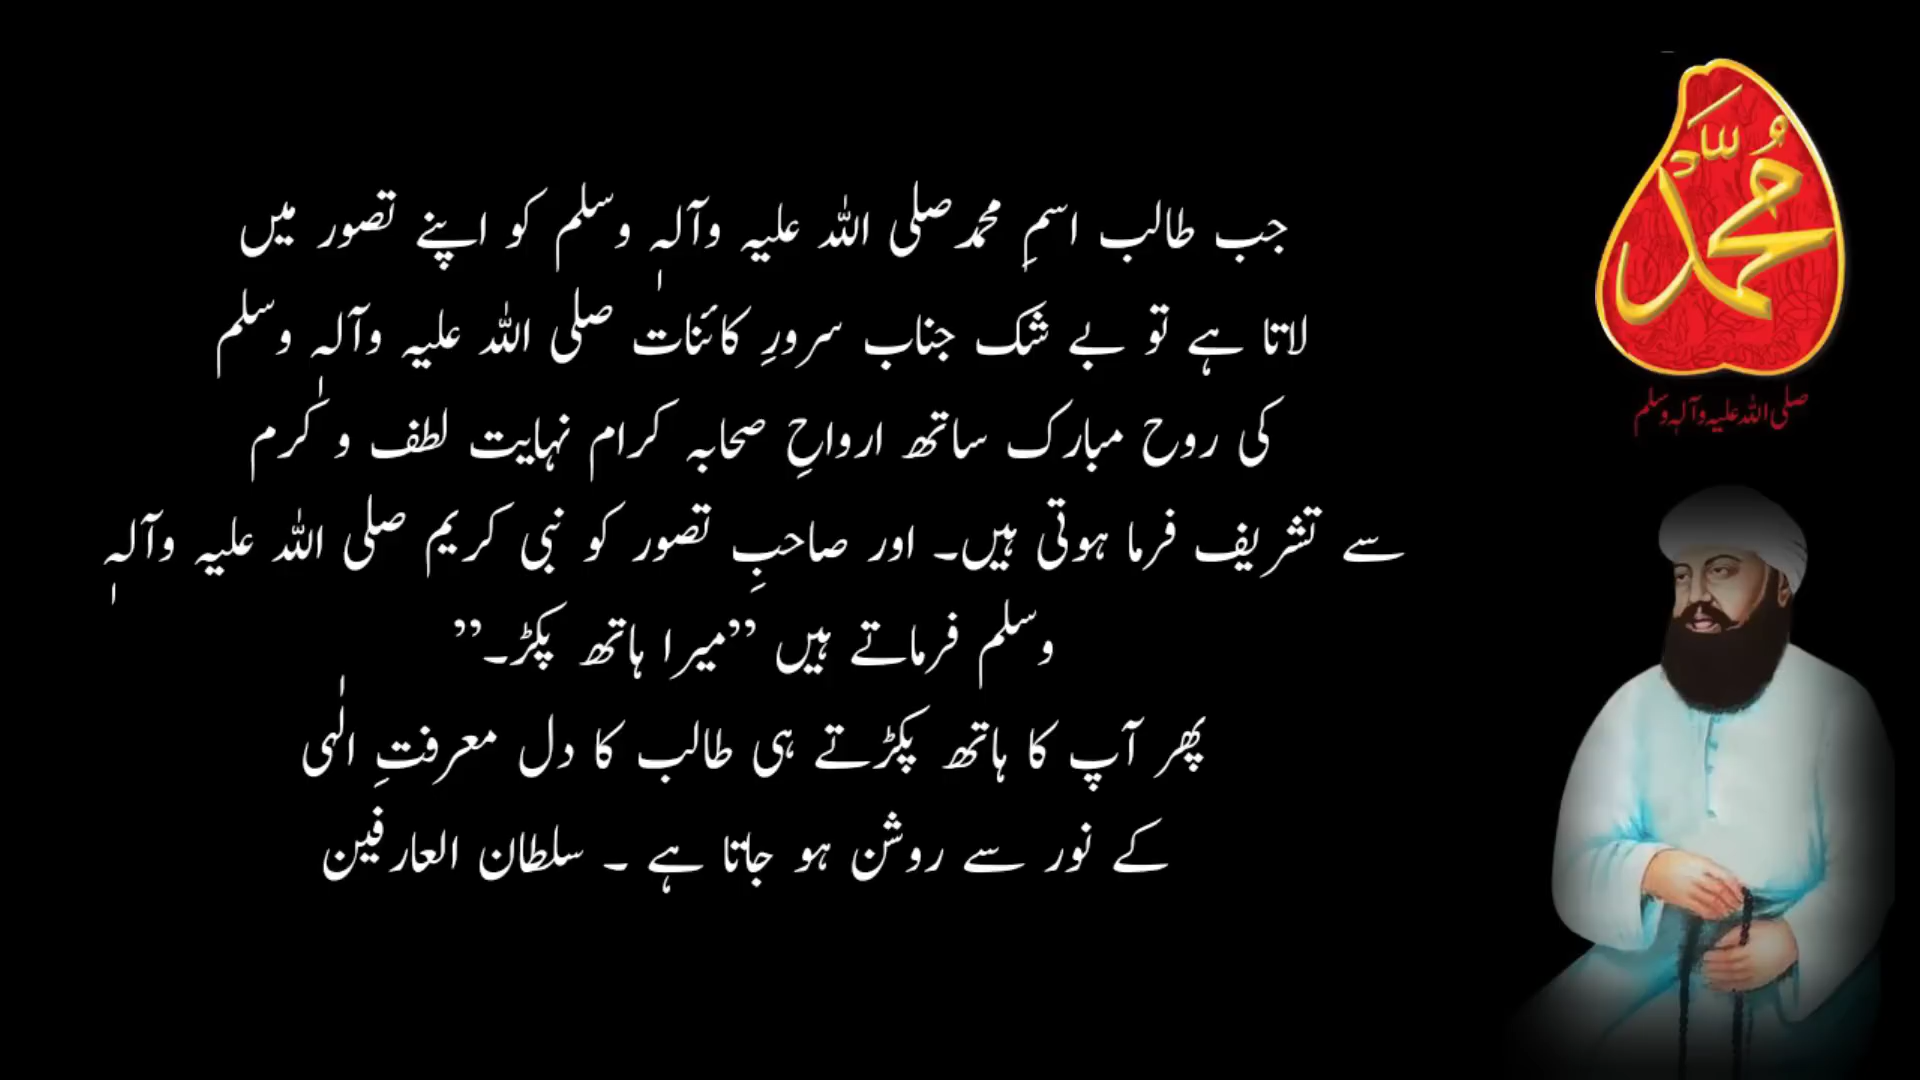 جب طالب اسمِ محمد صلی اللہ علیہ وآلہٖ وسلم کو اپنے تصور میں
لاتا ہے تو بے شک جناب سرورِ کائنات صلی اللہ علیہ وآلہٖ وسلم
کی روح مبارک ساتھ ارواحِ صحابہ کرام نہایت لطف و کرم
سے تشریف فرما ہوتی ہیں۔ اور صاحبِ تصور کو نبی کریم صلی اللہ علیہ وآلہٖ
وسلم فرماتے ہیں ”میرا ہاتھ پکڑ۔”
پھر آپ کا ہاتھ پکڑتے ہی طالب کا دل معرفتِ الٰہی
کے نور سے روشن ہو جاتا ہے ۔ سلطان العارفین
مُحَمَّد
صلی اللہ علیہ وآلہٖ وسلم